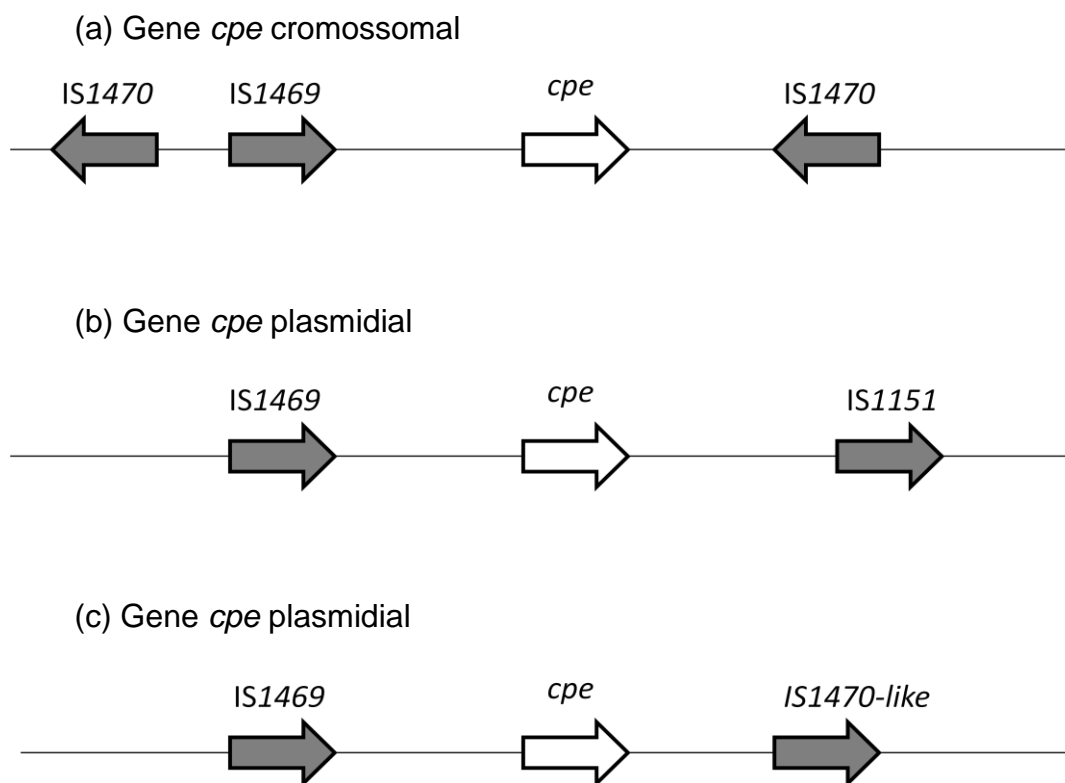 (a) Gene cpe cromossomal
IS1470 IS1469 cpe IS1470
(b) Gene cpe plasmidial
IS1469 cpe IS1151
(c) Gene cpe plasmidial
IS1469 cpe IS1470-like